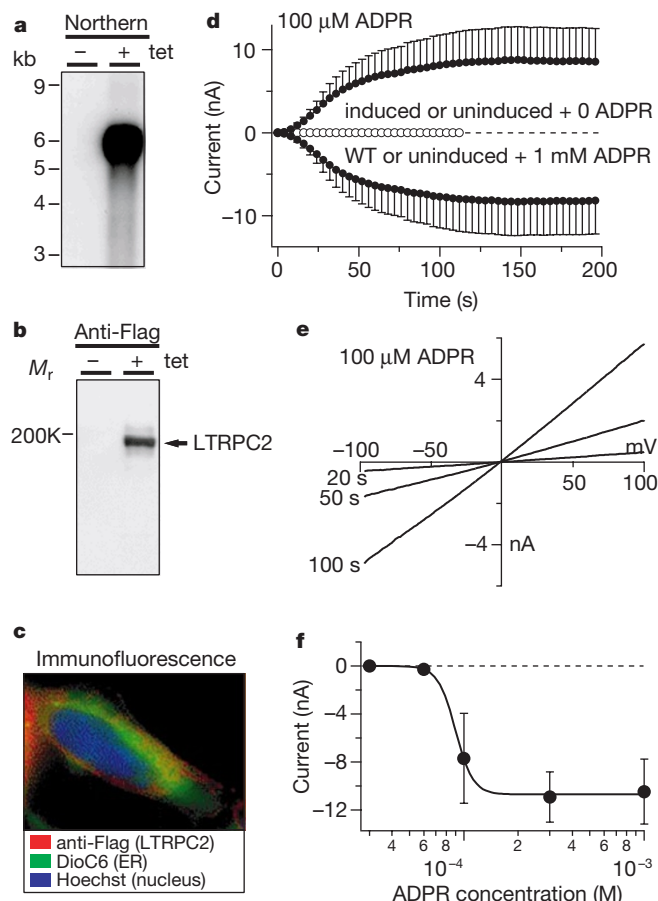 a
Northern
− + tet
kb
9
6
5
4
3
b
Anti-Flag
− + tet
Mr
200K
LTRPC2
c
Immunofluorescence
anti-Flag (LTRPC2)
DioC6 (ER)
Hoechst (nucleus)
d
100 µM ADPR
10
0
−10
Current (nA)
induced or uninduced + 0 ADPR
WT or uninduced + 1 mM ADPR
0 50 100 150 200
Time (s)
e
100 µM ADPR
4
−100 −50 mV
50 100
20 s
50 s
100 s
−4 nA
f
0
−4
−8
−12
Current (nA)
4 6 8 2 4 6 8
10⁻⁴ 10⁻³
ADPR concentration (M)